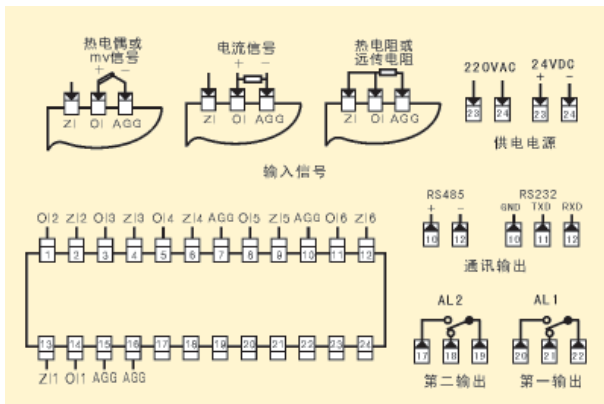 热电偶或
mv信号
+ -
ZI OI AGG
电流信号
+ -
ZI OI AGG
热电阻或
远传电阻
ZI OI AGG
输入信号
220VAC 24VDC
+ -
23 24 23 24
供电电源
OI2 ZI2 OI3 ZI3 OI4 ZI4 AGG OI5 ZI5 AGG OI6 ZI6
1 2 3 4 5 6 7 8 9 10 11 12
13 14 15 16 17 18 19 20 21 22 23 24
ZI1 OI1 AGG AGG
RS485 RS232
+ - GND TXD RXD
10 12 10 11 12
通讯输出
AL2 AL1
17 18 19 20 21 22
第二输出 第一输出